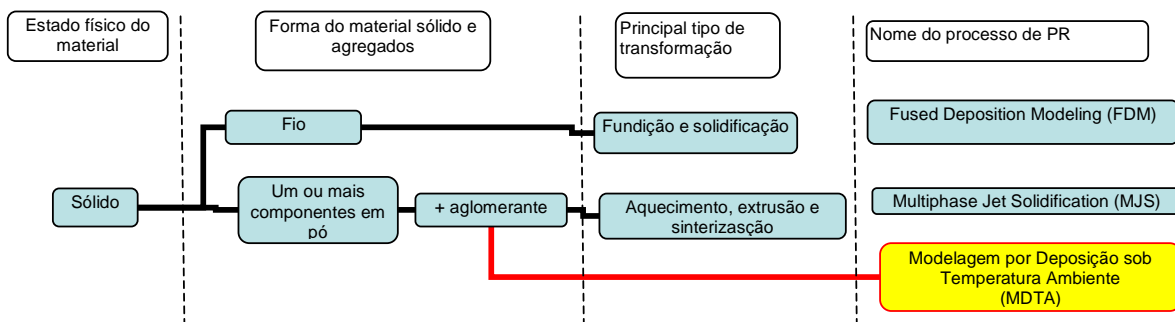 Estado físico do
material
Forma do material sólido e
agregados
Principal tipo de
transformação
Nome do processo de PR
Fio
Fundição e solidificação
Fused Deposition Modeling (FDM)
Sólido
Um ou mais
componentes em
pó
+ aglomerante
Aquecimento, extrusão e
sinterizasção
Multiphase Jet Solidification (MJS)
Modelagem por Deposição sob
Temperatura Ambiente
(MDTA)